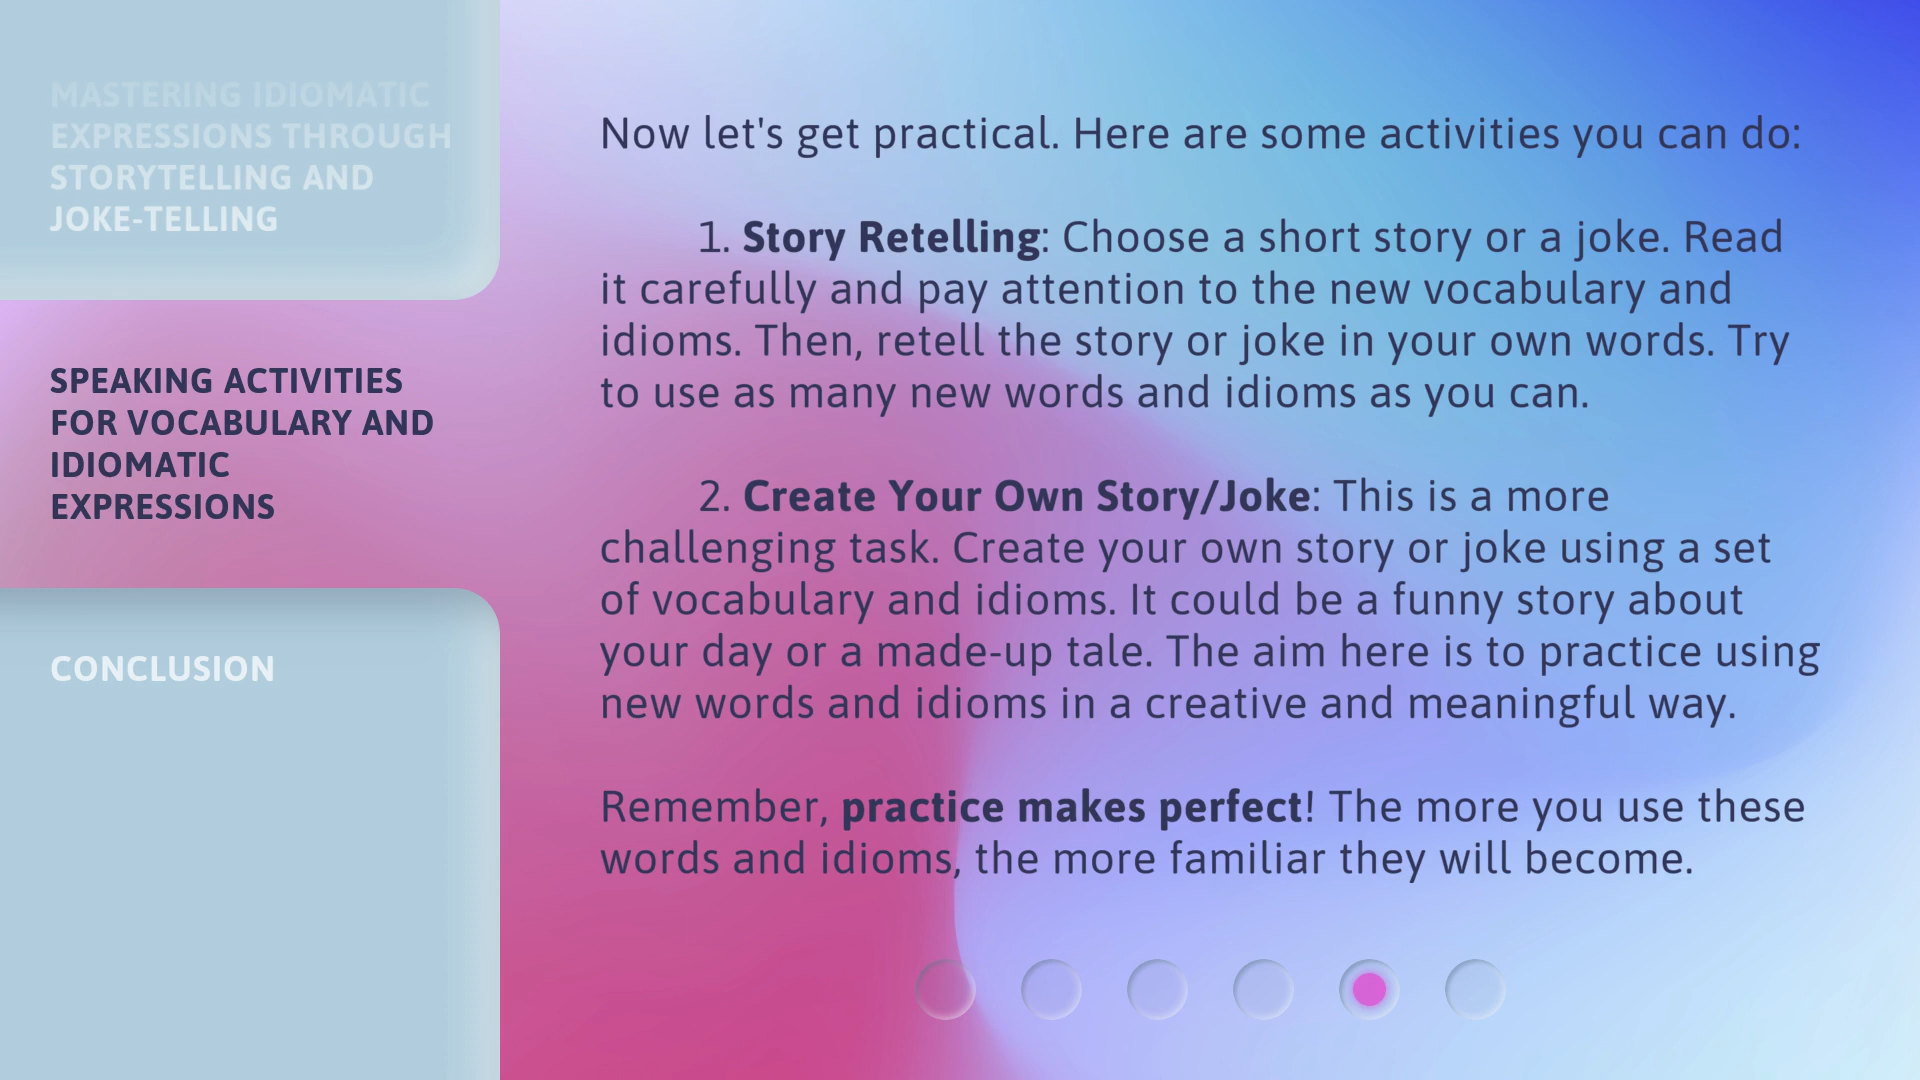 MASTERING IDIOMATIC
EXPRESSIONS THROUGH
STORYTELLING AND
JOKE-TELLING
SPEAKING ACTIVITIES
FOR VOCABULARY AND
IDIOMATIC
EXPRESSIONS
CONCLUSION
Now let's get practical. Here are some activities you can do:
1. Story Retelling: Choose a short story or a joke. Read
it carefully and pay attention to the new vocabulary and
idioms. Then, retell the story or joke in your own words. Try
to use as many new words and idioms as you can.
2. Create Your Own Story/Joke: This is a more
challenging task. Create your own story or joke using a set
of vocabulary and idioms. It could be a funny story about
your day or a made-up tale. The aim here is to practice using
new words and idioms in a creative and meaningful way.
Remember, practice makes perfect! The more you use these
words and idioms, the more familiar they will become.